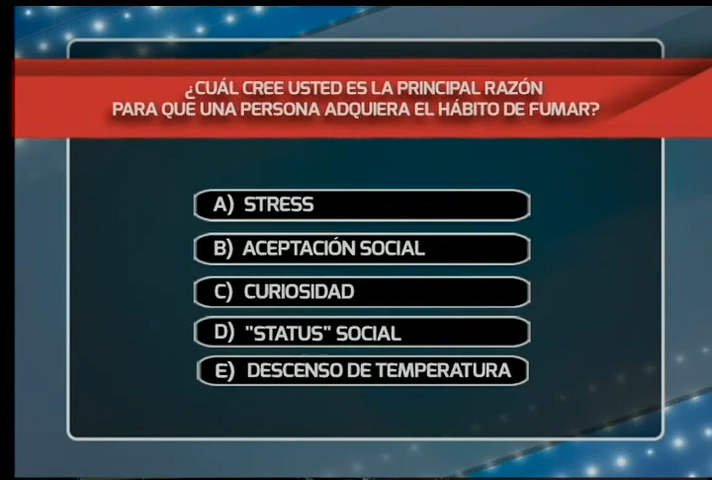 ¿CUÁL CREE USTED ES LA PRINCIPAL RAZÓN
PARA QUE UNA PERSONA ADQUIERA EL HÁBITO DE FUMAR?
A) STRESS
B) ACEPTACIÓN SOCIAL
C) CURIOSIDAD
D) "STATUS" SOCIAL
E) DESCENSO DE TEMPERATURA